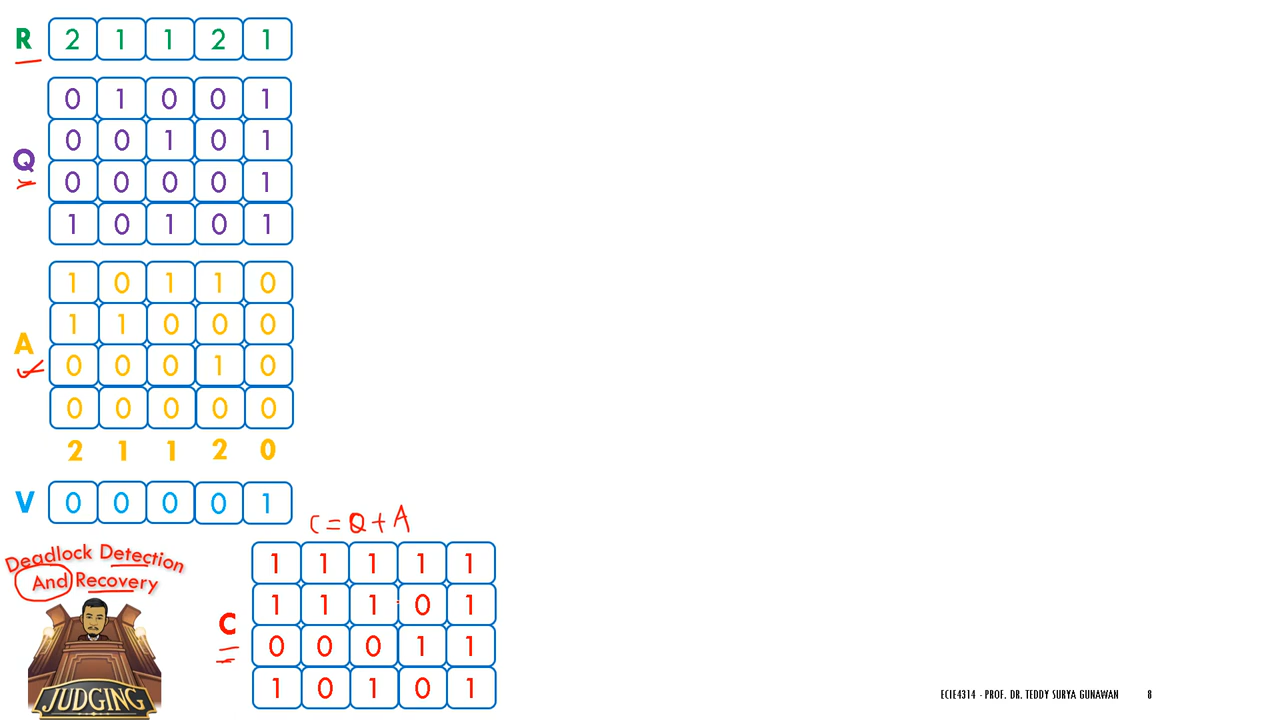 R 2 1 1 2 1
0 1 0 0 1
0 0 1 0 1
Q
0 0 0 0 1
1 0 1 0 1
1 0 1 1 0
1 1 0 0 0
A
0 0 0 1 0
0 0 0 0 0
2 1 1 2 0
V 0 0 0 0 1
C = Q + A
Deadlock Detection
And Recovery
JUDGING
1 1 1 1 1
1 1 1 0 1
C
0 0 0 1 1
1 0 1 0 1
ECIE4314 - PROF. DR. TEDDY SURYA GUNAWAN 8